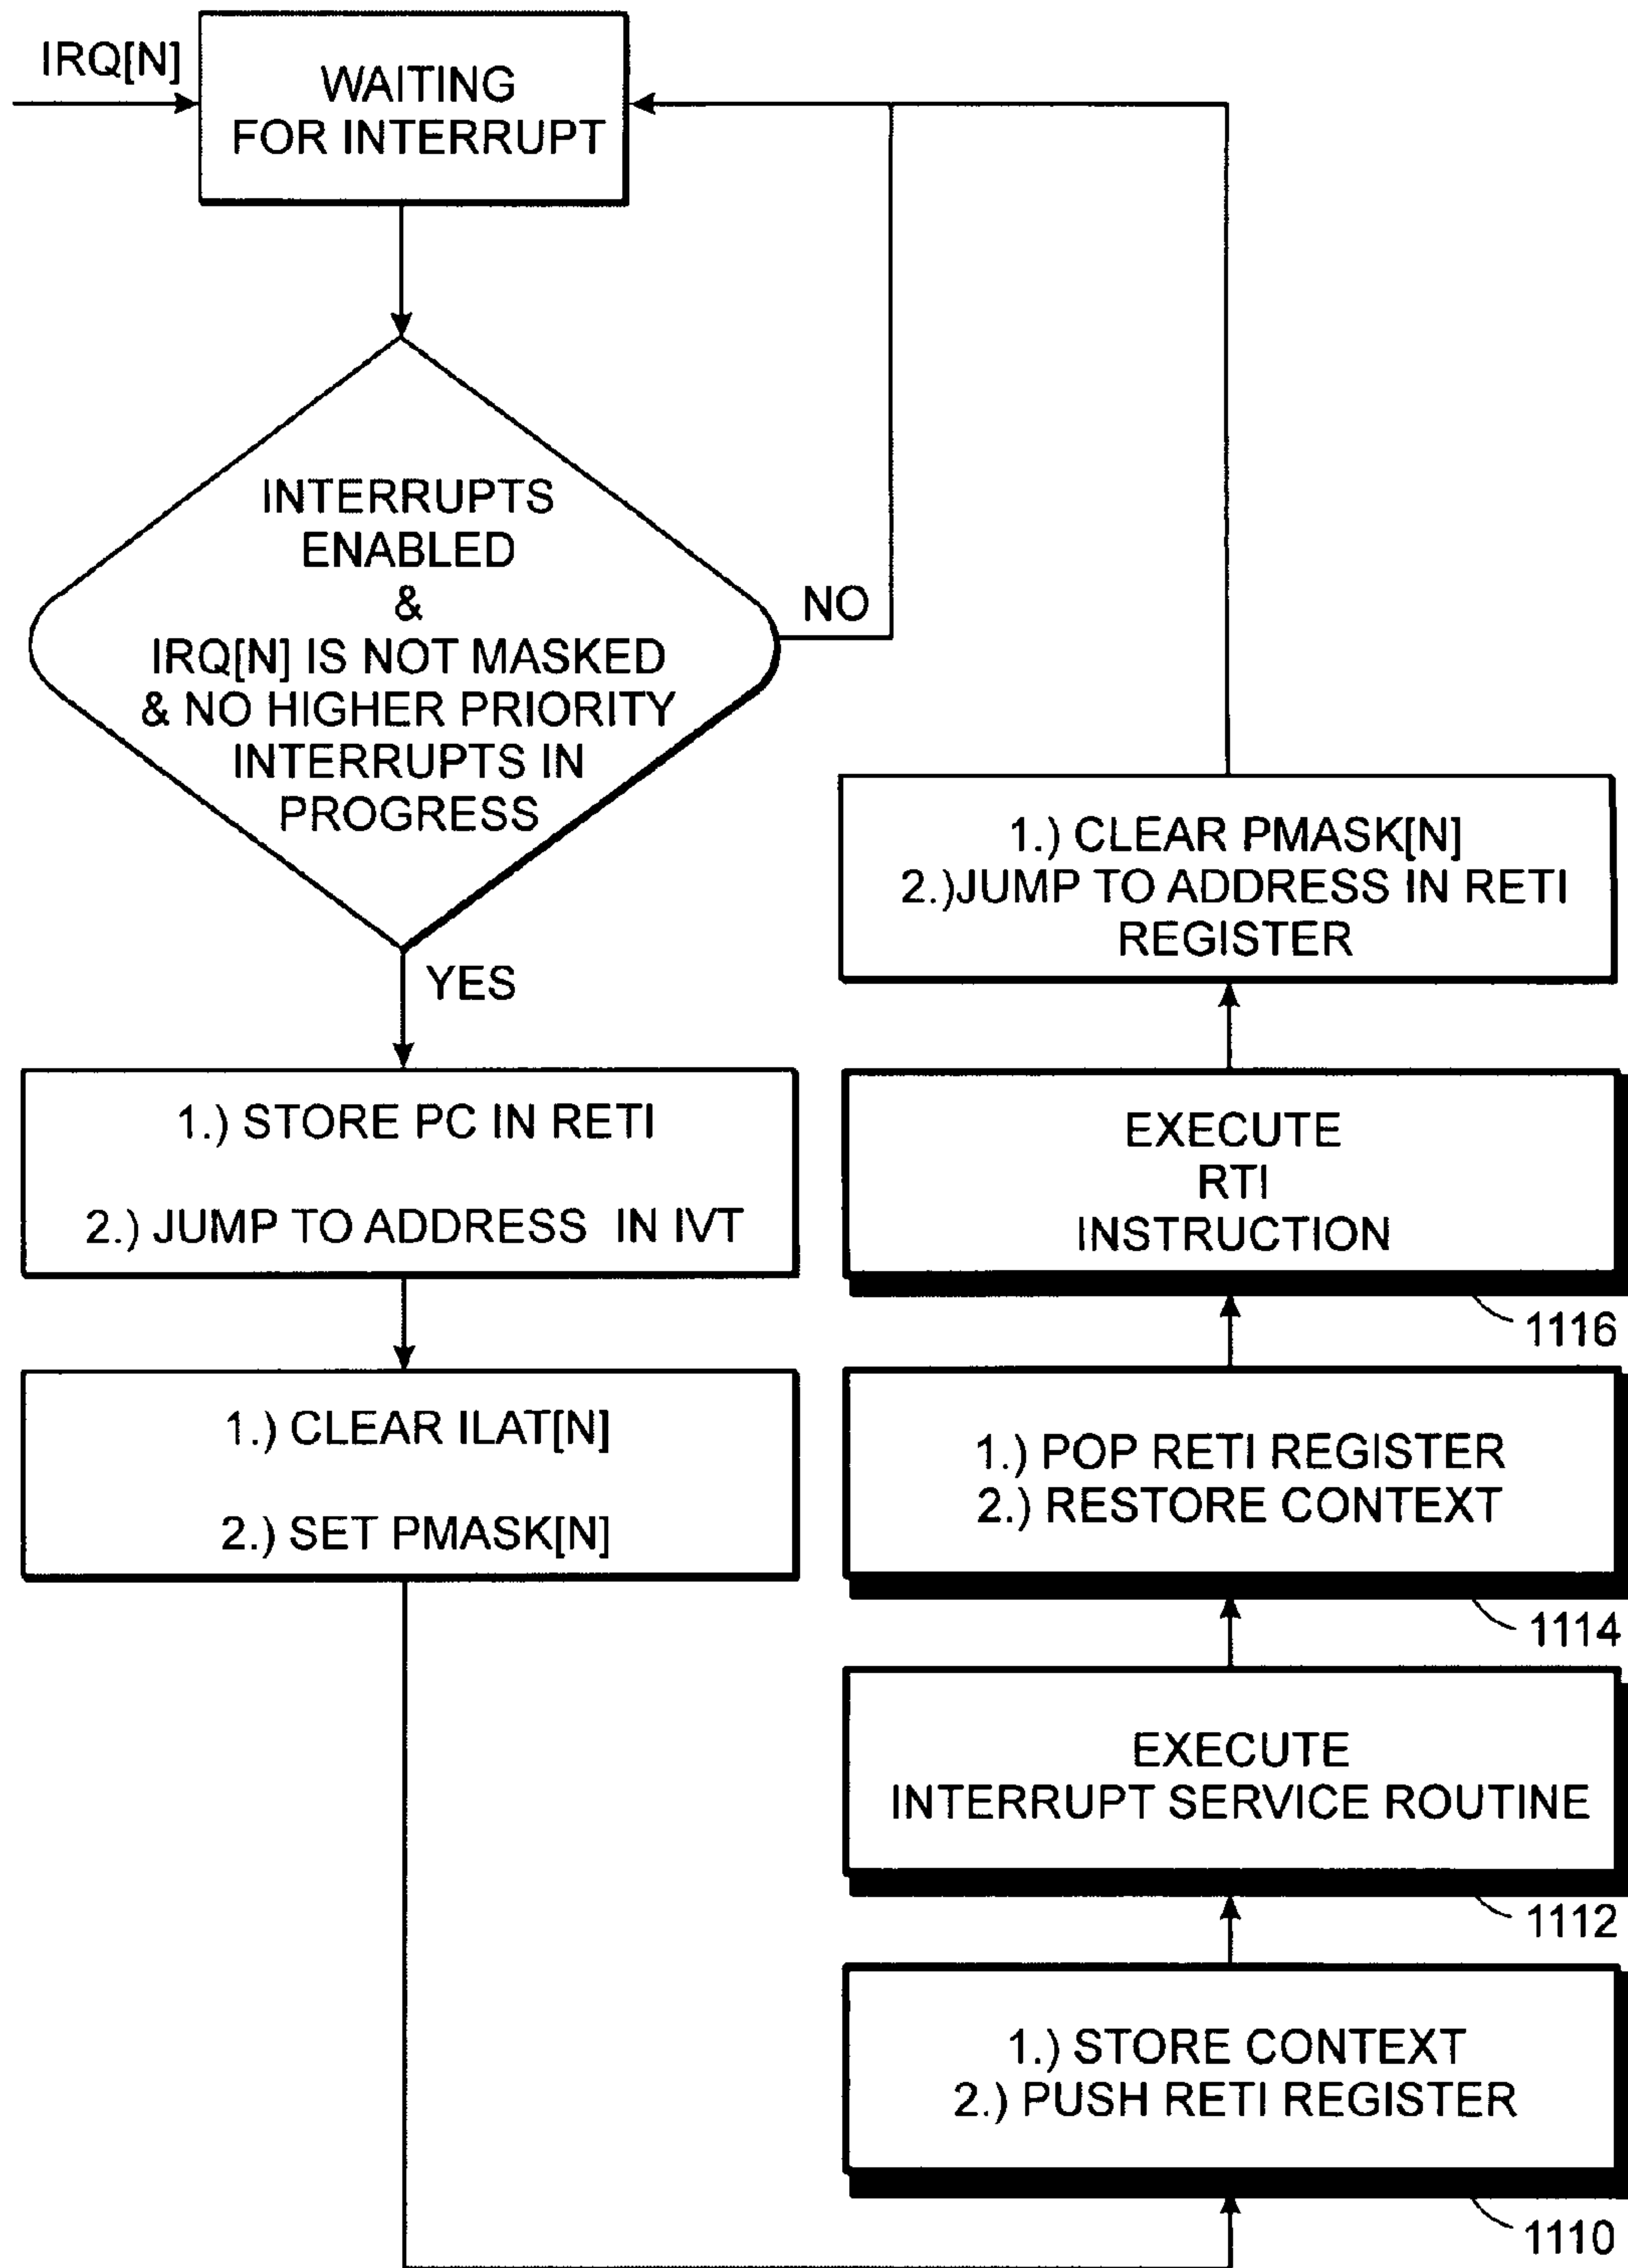 IRQ[N]
WAITING
FOR INTERRUPT
INTERRUPTS
ENABLED
&
IRQ[N] IS NOT MASKED
& NO HIGHER PRIORITY
INTERRUPTS IN
PROGRESS
NO
YES
1.) STORE PC IN RETI
2.) JUMP TO ADDRESS IN IVT
1.) CLEAR ILAT[N]
2.) SET PMASK[N]
1.) CLEAR PMASK[N]
2.)JUMP TO ADDRESS IN RETI
REGISTER
EXECUTE
RTI
INSTRUCTION
1116
1.) POP RETI REGISTER
2.) RESTORE CONTEXT
1114
EXECUTE
INTERRUPT SERVICE ROUTINE
1112
1.) STORE CONTEXT
2.) PUSH RETI REGISTER
1110